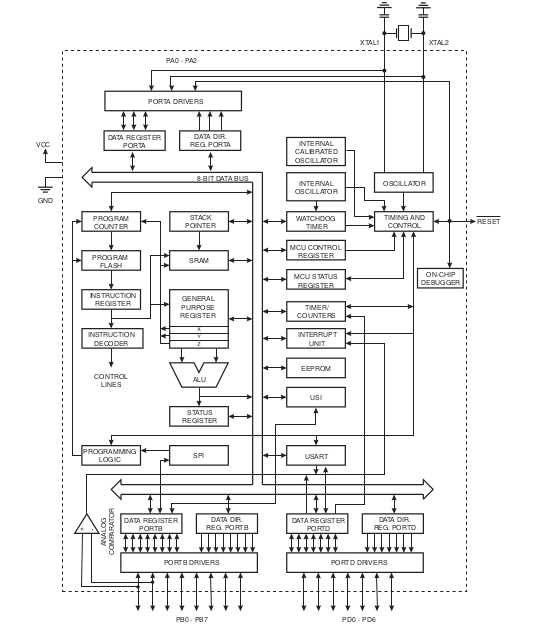 XTAL1
XTAL2
PA0 - PA2
PORTA DRIVERS
VCC
GND
DATA REGISTER
PORTA
DATA DIR.
REG. PORTA
INTERNAL
CALIBRATED
OSCILLATOR
8-BIT DATA BUS
INTERNAL
OSCILLATOR
OSCILLATOR
PROGRAM
COUNTER
STACK
POINTER
WATCHDOG
TIMER
TIMING AND
CONTROL
RESET
PROGRAM
FLASH
SRAM
MCU CONTROL
REGISTER
MCU STATUS
REGISTER
ON-CHIP
DEBUGGER
INSTRUCTION
REGISTER
GENERAL
PURPOSE
REGISTER
X
Y
Z
TIMER/
COUNTERS
INSTRUCTION
DECODER
INTERRUPT
UNIT
CONTROL
LINES
ALU
EEPROM
USI
STATUS
REGISTER
PROGRAMMING
LOGIC
SPI
USART
ANALOG
COMPARATOR
+
-
DATA REGISTER
PORTB
DATA DIR.
REG. PORTB
DATA REGISTER
PORTD
DATA DIR.
REG. PORTD
PORTB DRIVERS
PORTD DRIVERS
PB0 - PB7
PD0 - PD6